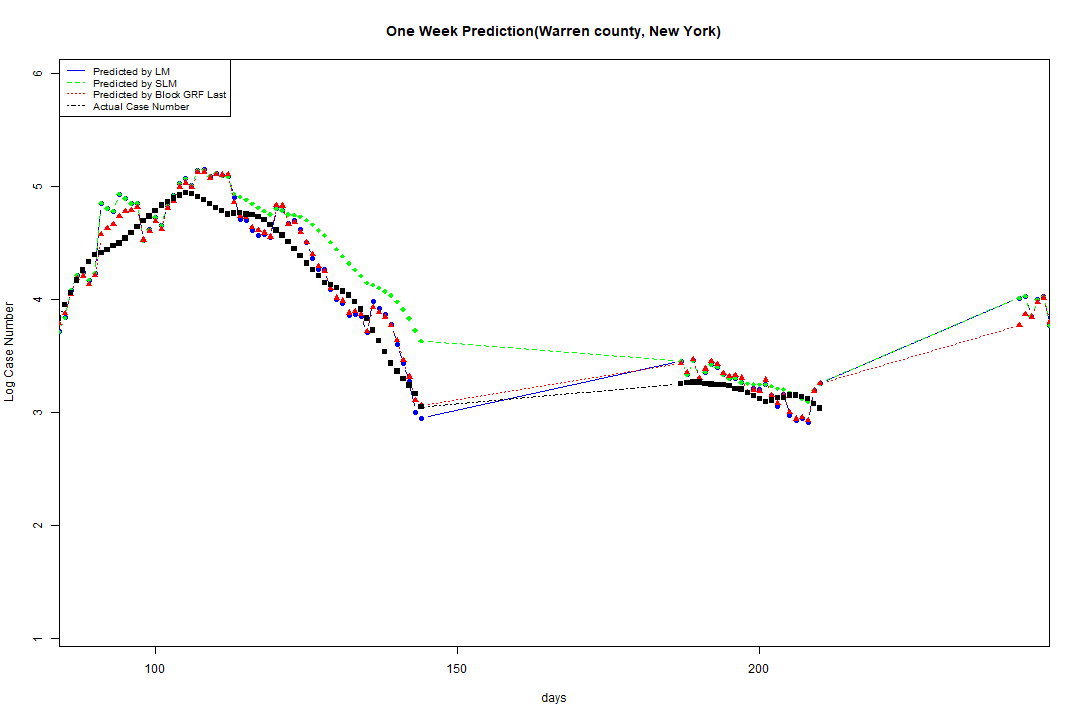 One Week Prediction(Warren county, New York)
Predicted by LM
Predicted by SLM
Predicted by Block GRF Last
Actual Case Number
6
5
4
3
2
1
Log Case Number
100 150 200
days